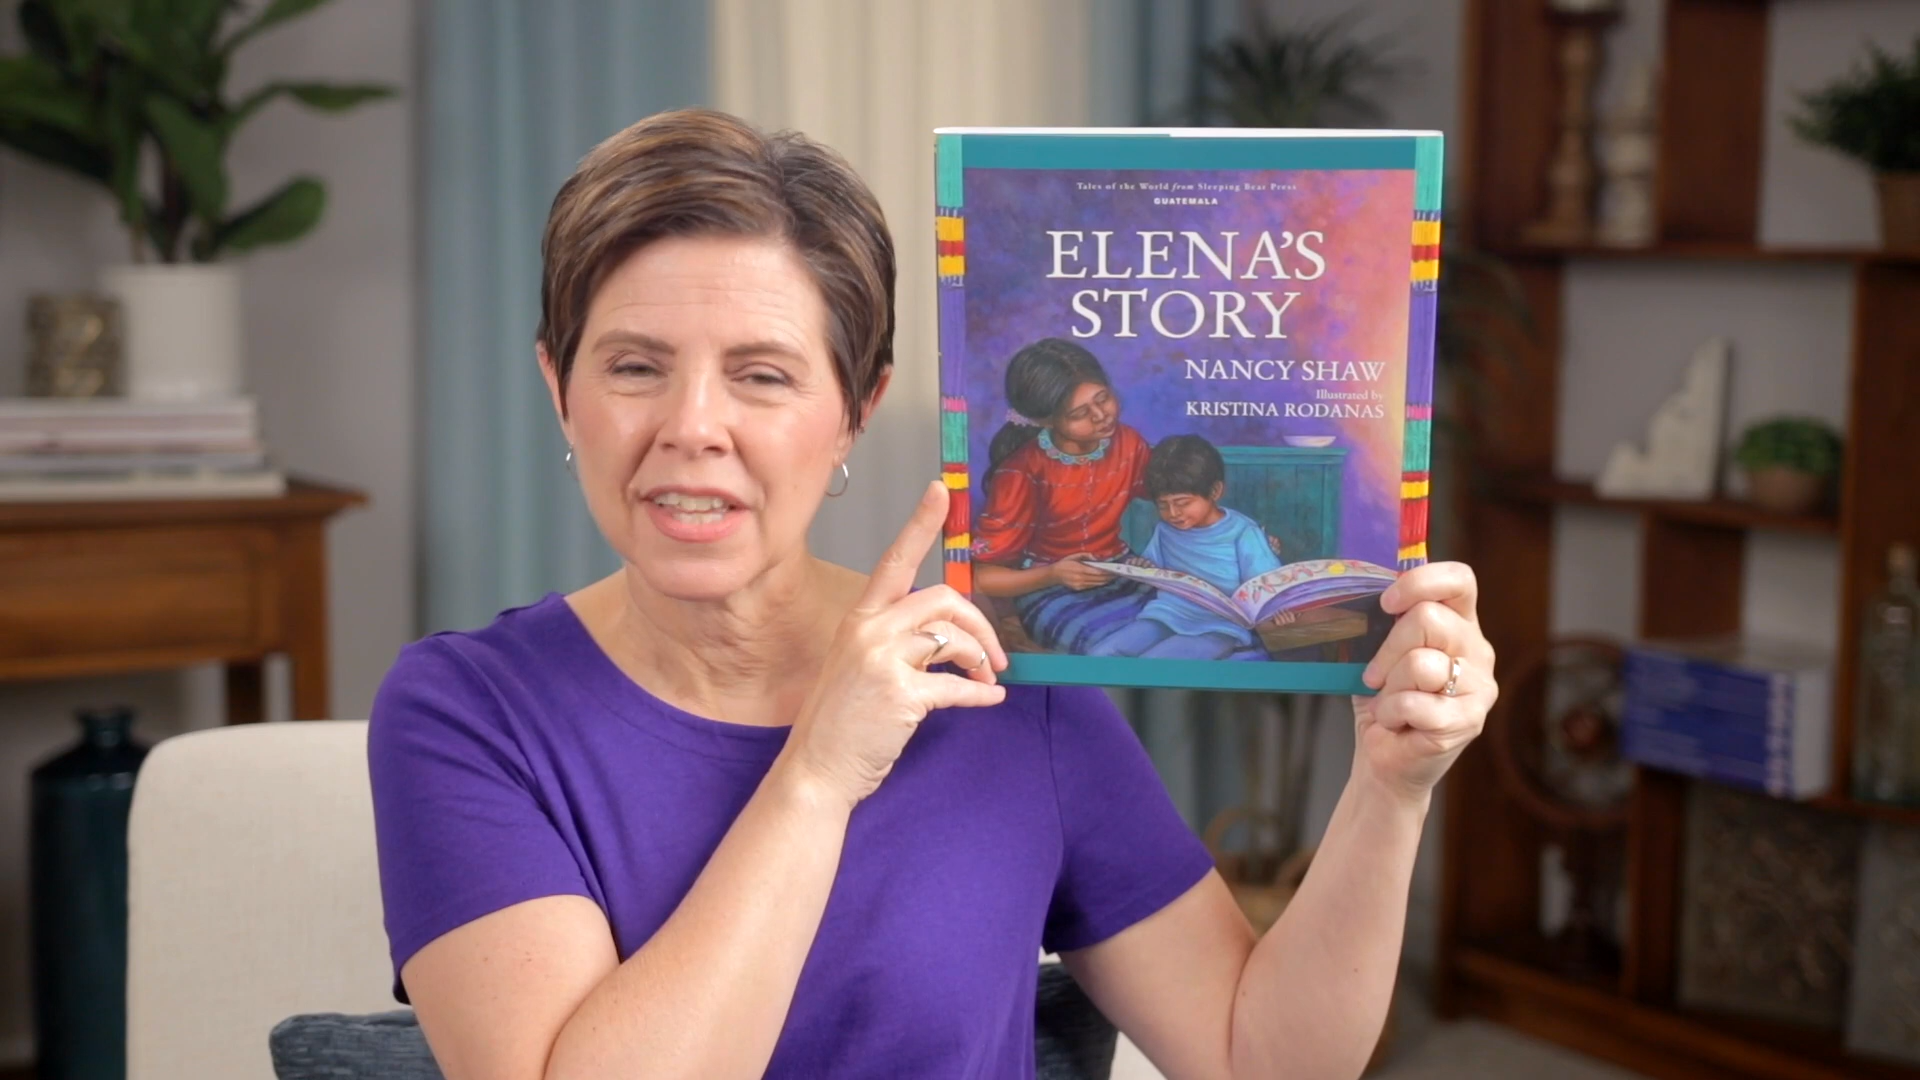 Tales of the World from Sleeping Bear Press
GUATEMALA
ELENA'S
STORY
NANCY SHAW
Illustrated by
KRISTINA RODANAS